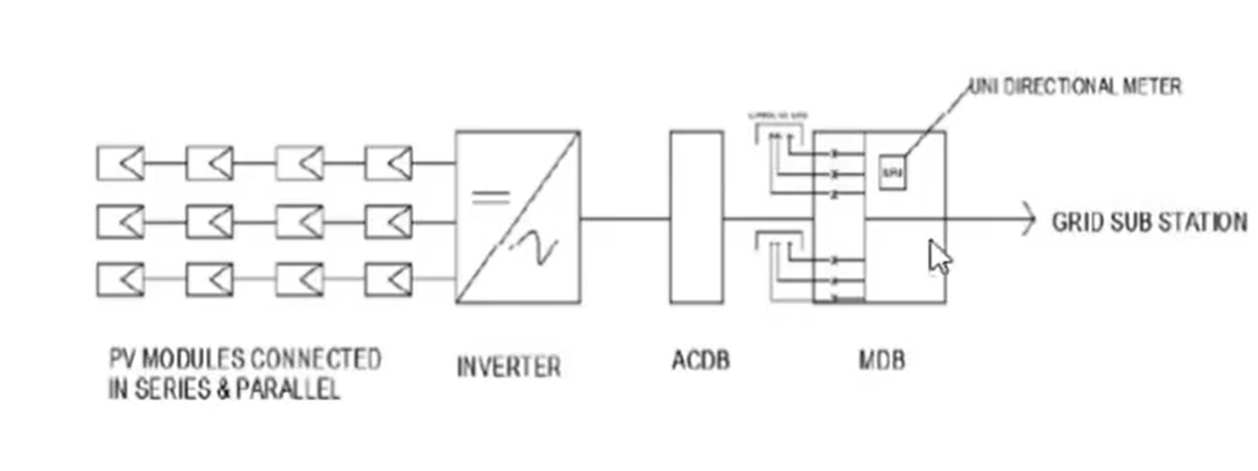 UNI DIRECTIONAL METER
GRID SUB STATION
PV MODULES CONNECTED
IN SERIES & PARALLEL
INVERTER
ACDB
MDB